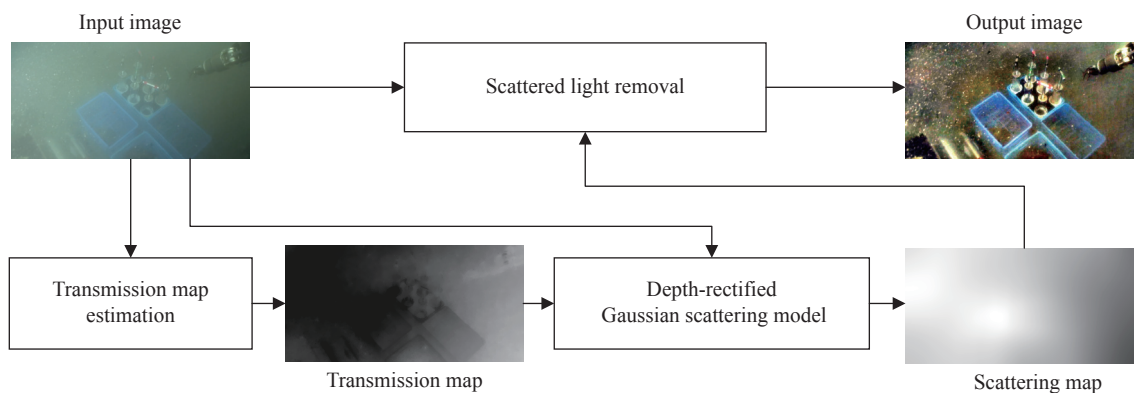 Input image
Output image
Scattered light removal
Transmission map
estimation
Depth-rectified
Gaussian scattering model
Transmission map
Scattering map